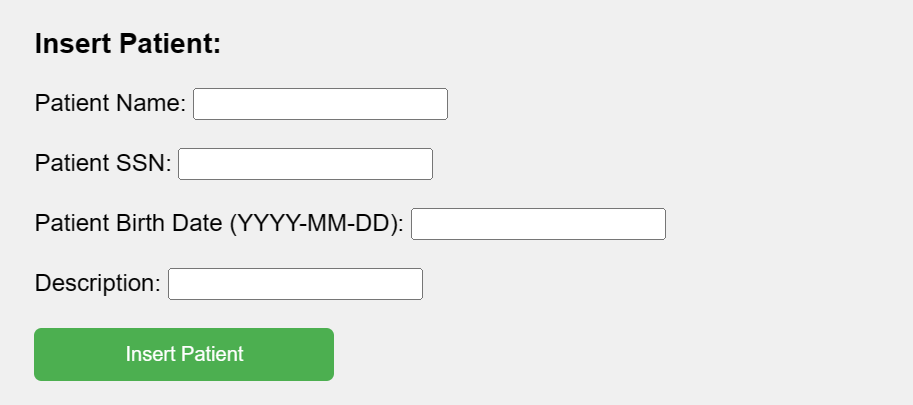 Insert Patient:
Patient Name:
Patient SSN:
Patient Birth Date (YYYY-MM-DD):
Description:
Insert Patient